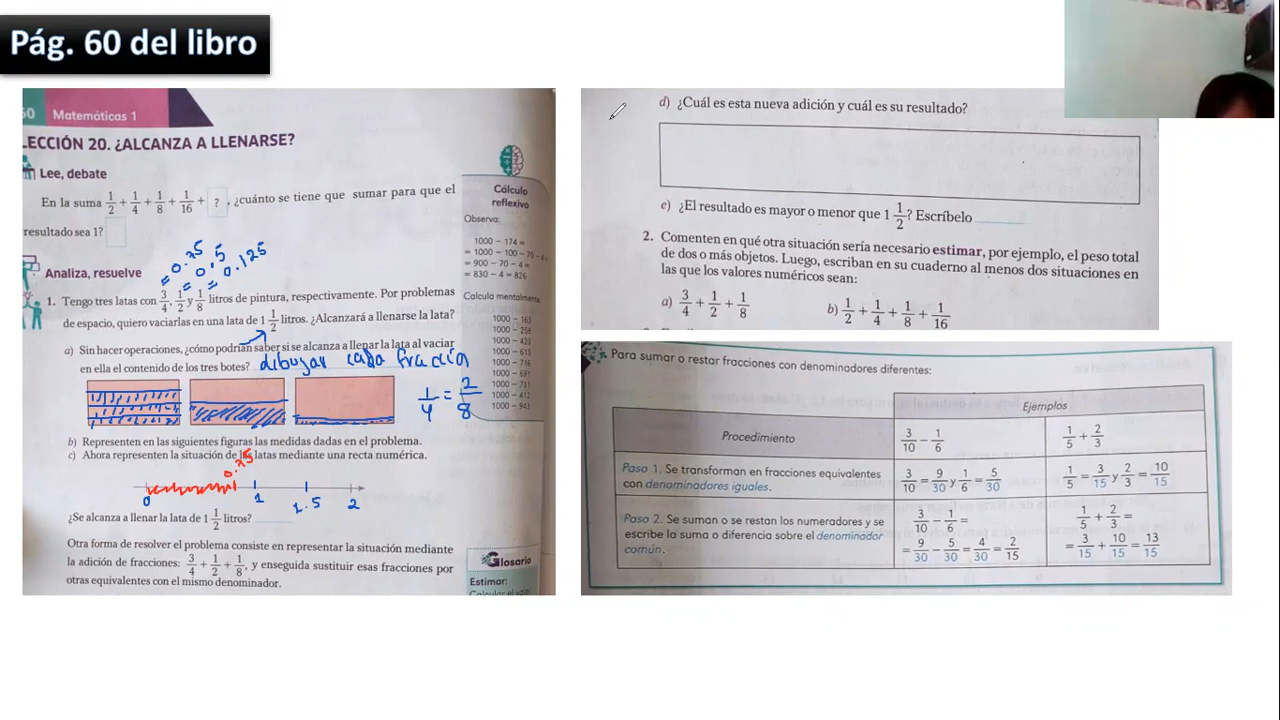 Pág. 60 del libro
60 Matemáticas 1
LECCIÓN 20. ¿ALCANZA A LLENARSE?
Lee, debate
En la suma 1/2 + 1/4 + 1/8 + 1/16 + ? , ¿cuánto se tiene que sumar para que el
resultado sea 1?
= 0.75
= 0.5
= 0.125
Analiza, resuelve
1. Tengo tres latas con 3/4, 1/2 y 1/8 litros de pintura, respectivamente. Por problemas
de espacio, quiero vaciarlas en una lata de 1 1/2 litros. ¿Alcanzará a llenarse la lata?
a) Sin hacer operaciones, ¿cómo podrían saber si se alcanza a llenar la lata al vaciar
en ella el contenido de los tres botes? dibujar cada fracción
1/4 = 2/8
b) Representen en las siguientes figuras las medidas dadas en el problema.
c) Ahora representen la situación de las latas mediante una recta numérica.
0.75
0 1 1.5 2
¿Se alcanza a llenar la lata de 1 1/2 litros?
Otra forma de resolver el problema consiste en representar la situación mediante
la adición de fracciones: 3/4 + 1/2 + 1/8, y enseguida sustituir esas fracciones por
otras equivalentes con el mismo denominador.
Cálculo
reflexivo
Observa:
1000 − 174 =
= 1000 − 100 − 70 − 4
= 900 − 70 − 4 =
= 830 − 4 = 826
Calcula mentalmente
1000 − 163
1000 − 258
1000 − 423
1000 − 615
1000 − 716
1000 − 691
1000 − 731
1000 − 412
1000 − 943
Glosario
Estimar:
d) ¿Cuál es esta nueva adición y cuál es su resultado?
e) ¿El resultado es mayor o menor que 1 1/2? Escríbelo
2. Comenten en qué otra situación sería necesario estimar, por ejemplo, el peso total
de dos o más objetos. Luego, escriban en su cuaderno al menos dos situaciones en
las que los valores numéricos sean:
a) 3/4 + 1/2 + 1/8 b) 1/2 + 1/4 + 1/8 + 1/16
Para sumar o restar fracciones con denominadores diferentes:
Procedimiento
Ejemplos
3/10 − 1/6 1/5 + 2/3
Paso 1. Se transforman en fracciones equivalentes
con denominadores iguales.
3/10 = 9/30 y 1/6 = 5/30
1/5 = 3/15 y 2/3 = 10/15
Paso 2. Se suman o se restan los numeradores y se
escribe la suma o diferencia sobre el denominador
común.
3/10 − 1/6 =
= 9/30 − 5/30 = 4/30 = 2/15
1/5 + 2/3 =
= 3/15 + 10/15 = 13/15